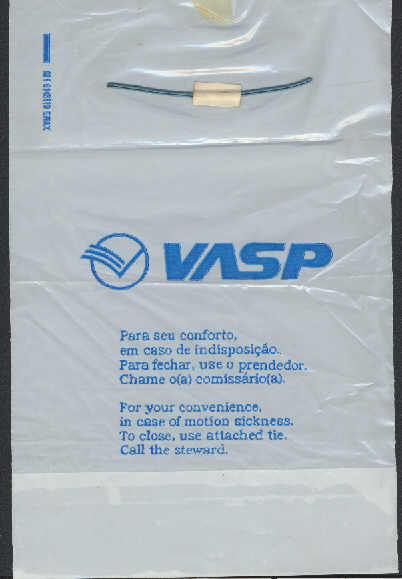 VASP
Para seu conforto,
em caso de indisposição.
Para fechar, use o prendedor.
Chame o(a) comissário(a).
For your convenience,
in case of motion sickness.
To close, use attached tie.
Call the steward.